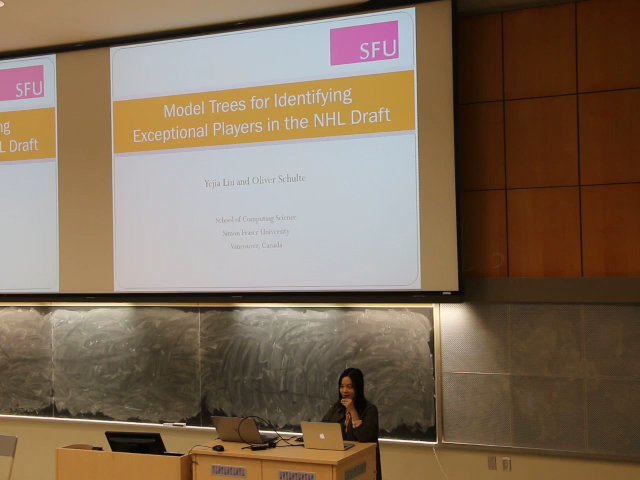 SFU
ng
L Draft
SFU
Model Trees for Identifying
Exceptional Players in the NHL Draft
Yejia Liu and Oliver Schulte
School of Computing Science
Simon Fraser University
Vancouver, Canada